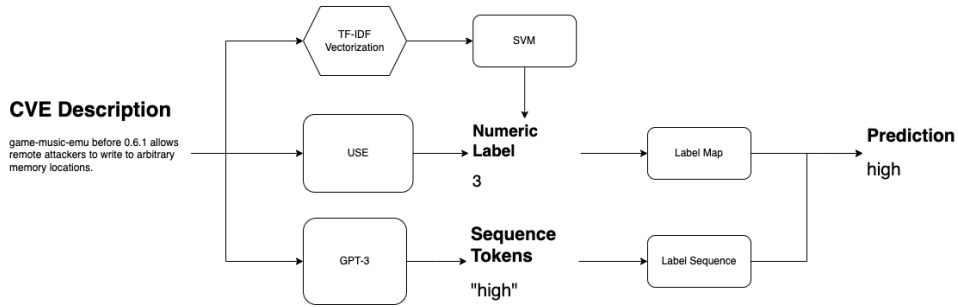 TF-IDF
Vectorization
SVM
CVE Description
game-music-emu before 0.6.1 allows
remote attackers to write to arbitrary
memory locations.
USE
Numeric
Label
3
Label Map
Prediction
high
GPT-3
Sequence
Tokens
"high"
Label Sequence